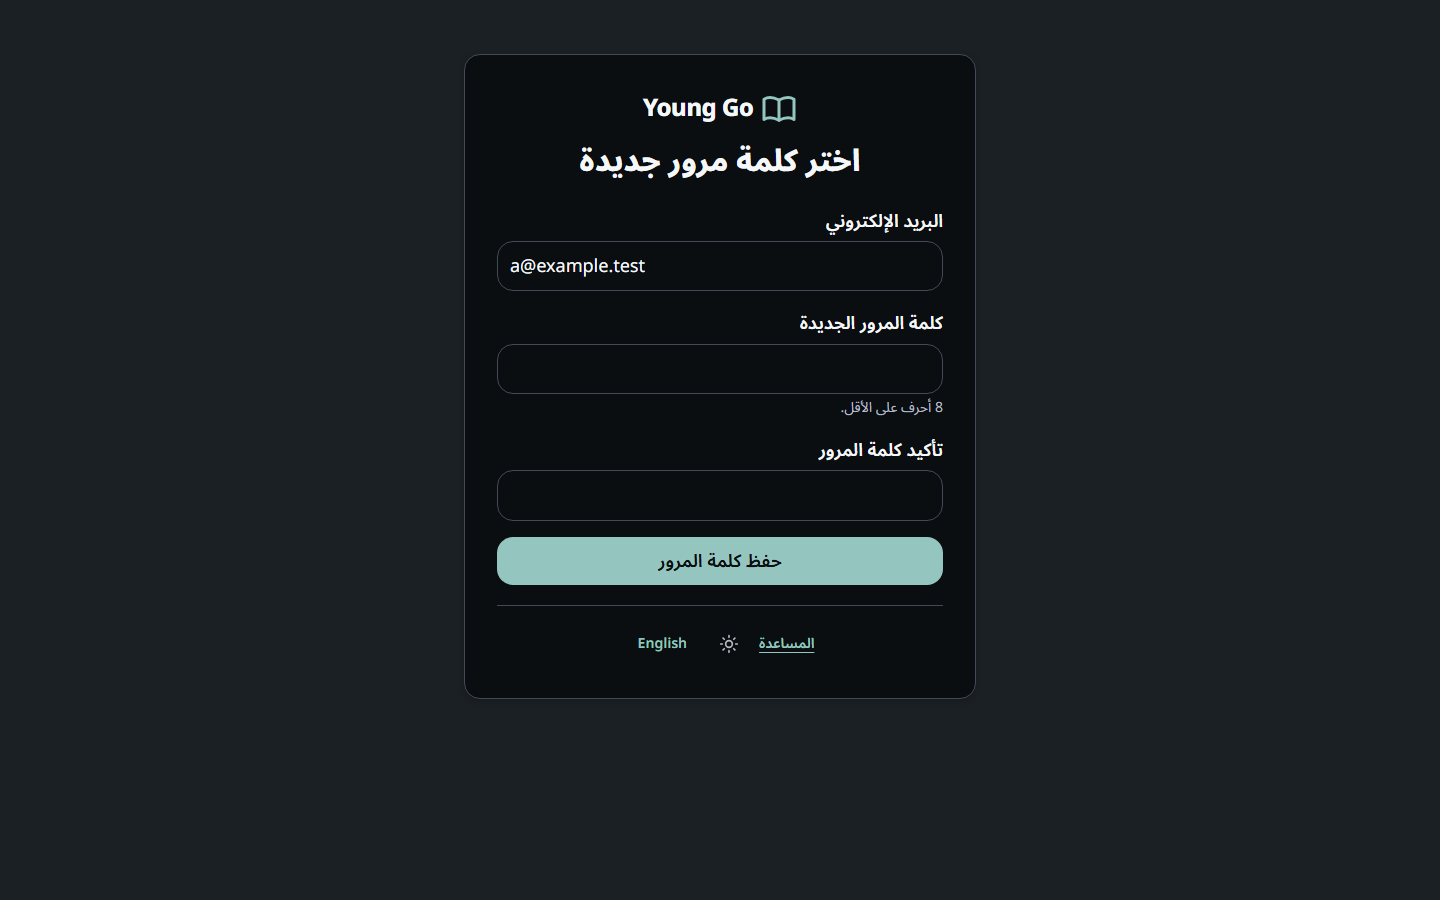 Young Go
اختر كلمة مرور جديدة
البريد الإلكتروني
a@example.test
كلمة المرور الجديدة
8 أحرف على الأقل.
تأكيد كلمة المرور
حفظ كلمة المرور
المساعدة English